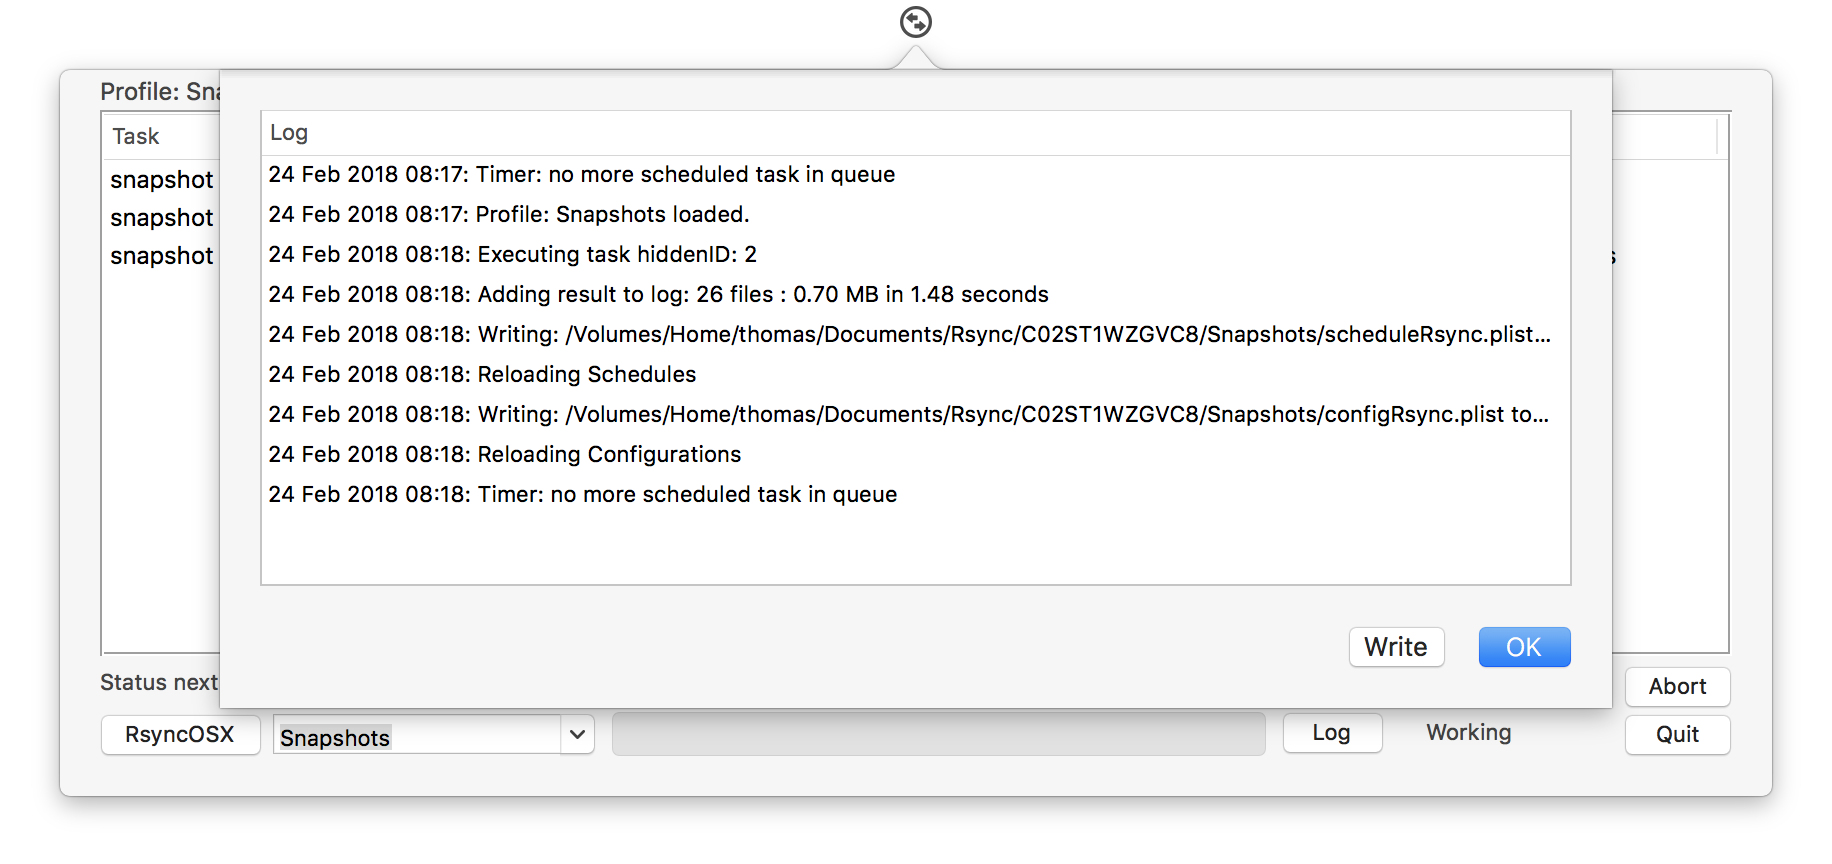 Profile: Sna
Task
snapshot
snapshot
snapshot
Log
24 Feb 2018 08:17: Timer: no more scheduled task in queue
24 Feb 2018 08:17: Profile: Snapshots loaded.
24 Feb 2018 08:18: Executing task hiddenID: 2
24 Feb 2018 08:18: Adding result to log: 26 files : 0.70 MB in 1.48 seconds
24 Feb 2018 08:18: Writing: /Volumes/Home/thomas/Documents/Rsync/C02ST1WZGVC8/Snapshots/scheduleRsync.plist...
24 Feb 2018 08:18: Reloading Schedules
24 Feb 2018 08:18: Writing: /Volumes/Home/thomas/Documents/Rsync/C02ST1WZGVC8/Snapshots/configRsync.plist to...
24 Feb 2018 08:18: Reloading Configurations
24 Feb 2018 08:18: Timer: no more scheduled task in queue
Write OK
Status next Abort
RsyncOSX Snapshots Log Working Quit